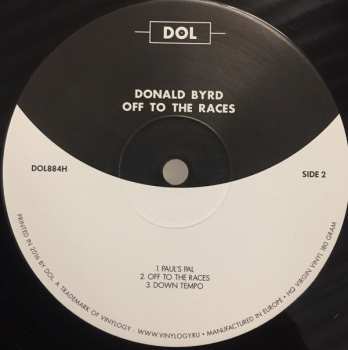 DOL
DONALD BYRD
OFF TO THE RACES
DOL884H
SIDE 2
1. PAUL'S PAL
2. OFF TO THE RACES
3. DOWN TEMPO
PRINTED IN 2016 BY DOL, A TRADEMARK OF VINYLOGY • WWW.VINYLOGY.RU • MANUFACTURED IN EUROPE • HQ VIRGIN VINYL 180 GRAM